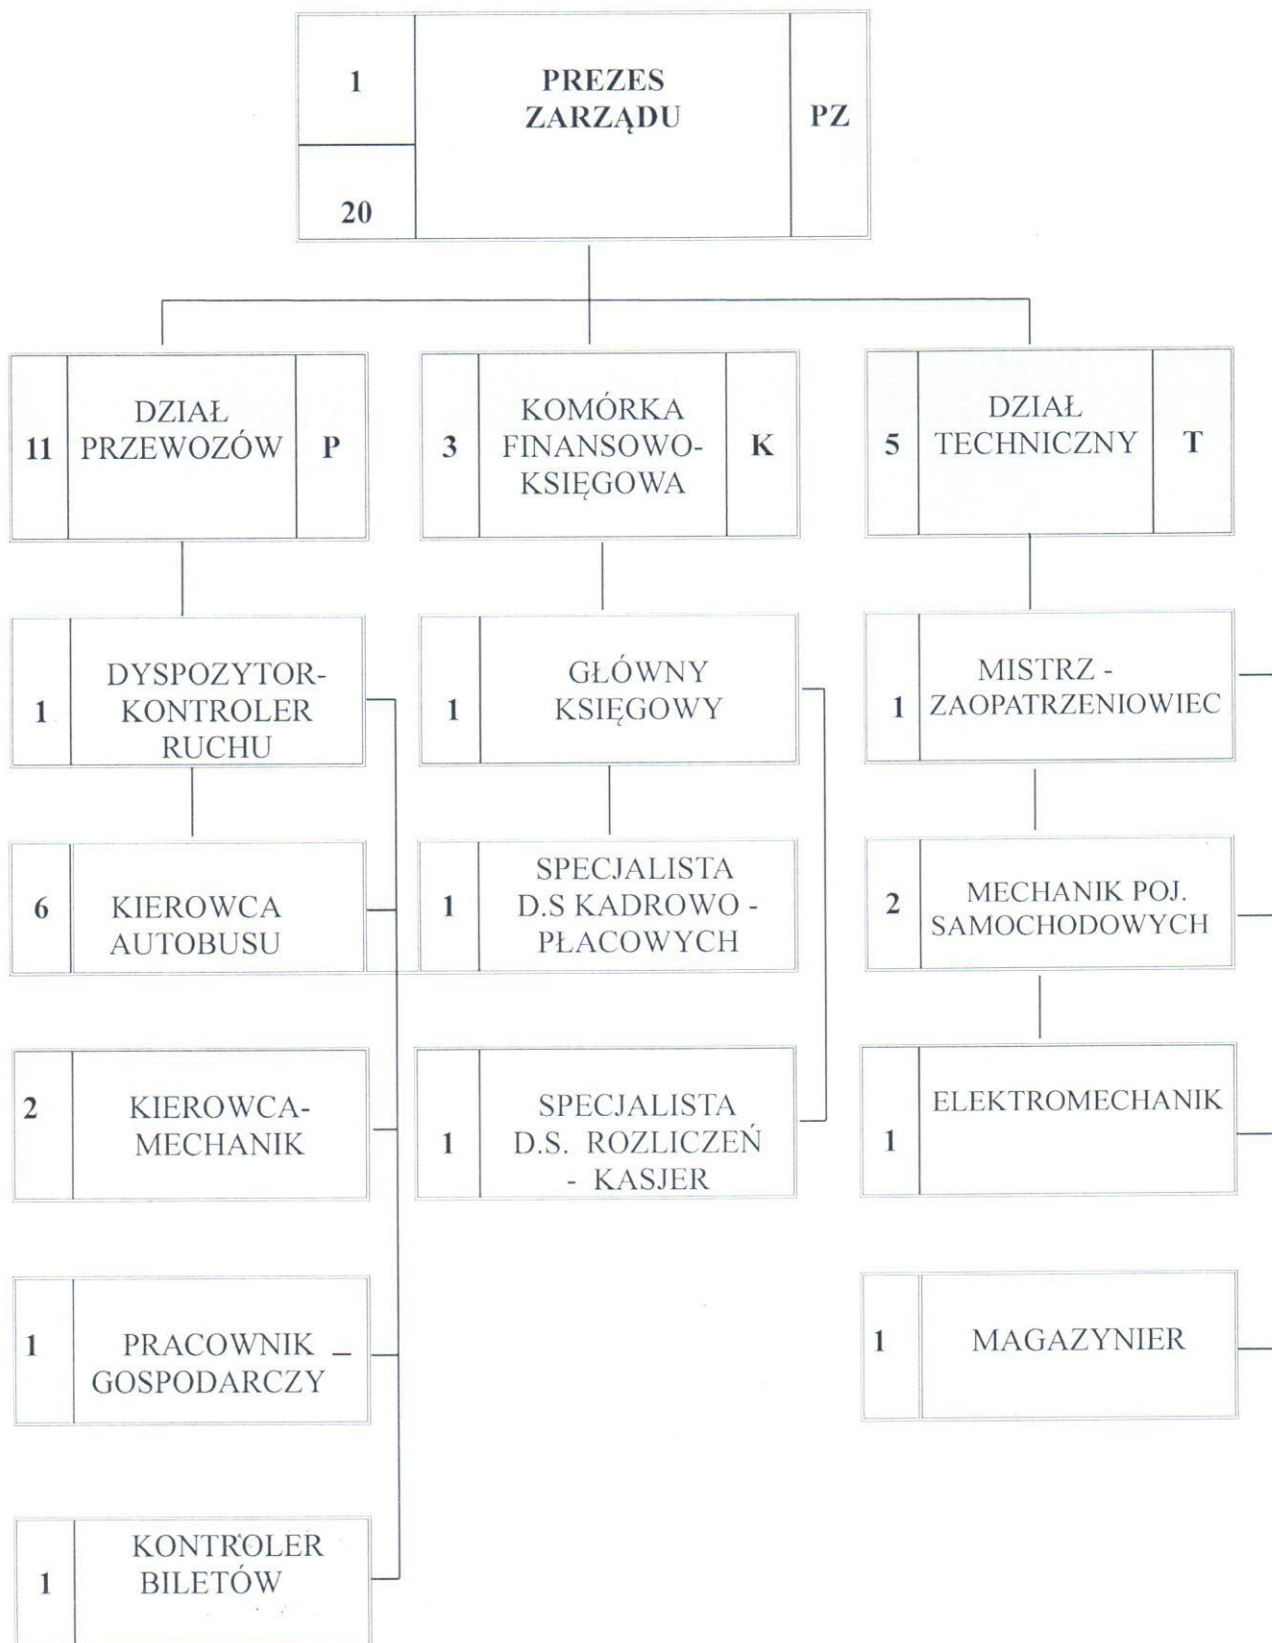 1
PREZES
ZARZĄDU
PZ
20
11
DZIAŁ
PRZEWOZÓW
P
3
KOMÓRKA
FINANSOWO-
KSIĘGOWA
K
5
DZIAŁ
TECHNICZNY
T
1
DYSPOZYTOR-
KONTROLER
RUCHU
1
GŁÓWNY
KSIĘGOWY
1
MISTRZ -
ZAOPATRZENIOWIEC
6
KIEROWCA
AUTOBUSU
1
SPECJALISTA
D.S KADROWO -
PŁACOWYCH
2
MECHANIK POJ.
SAMOCHODOWYCH
2
KIEROWCA-
MECHANIK
1
SPECJALISTA
D.S. ROZLICZEŃ
- KASJER
1
ELEKTROMECHANIK
1
PRACOWNIK –
GOSPODARCZY
1
MAGAZYNIER
1
KONTROLER
BILETÓW